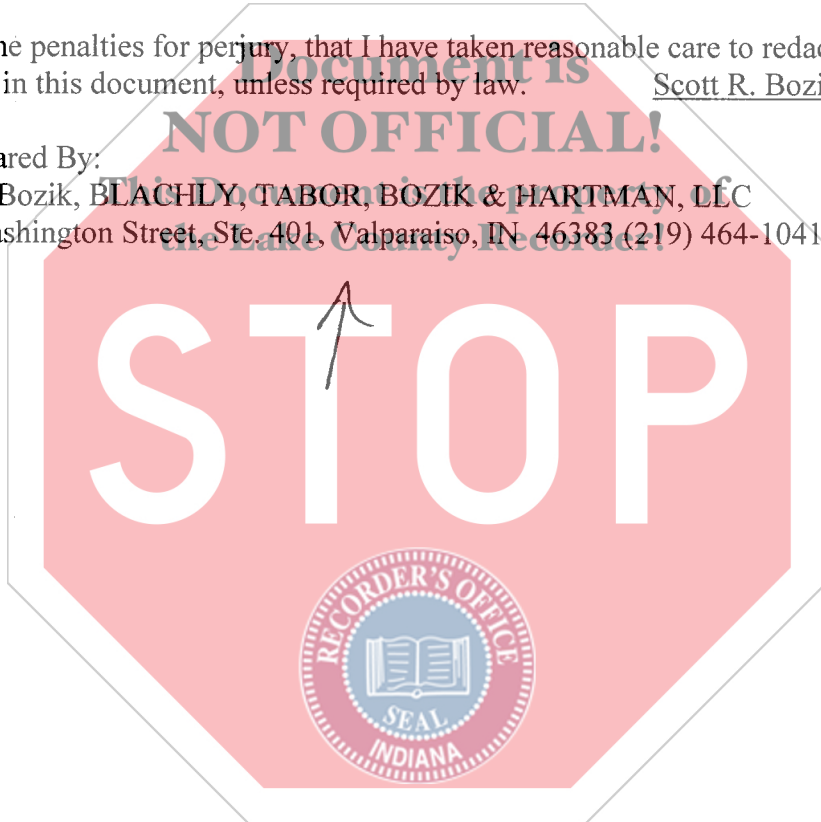 ne penalties for perjury, that I have taken reasonable care to redac
in this document, unless required by law. Scott R. Bozi
Document is
NOT OFFICIAL!
ared By:
Bozik, BLACHLY, TABOR, BOZIK & HARTMAN, LLC
This Document is the property of
ashington Street, Ste. 401, Valparaiso, IN 46383 (219) 464-1041
the Lake County Recorder!
STOP
RECORDER'S OFFICE
SEAL
INDIANA